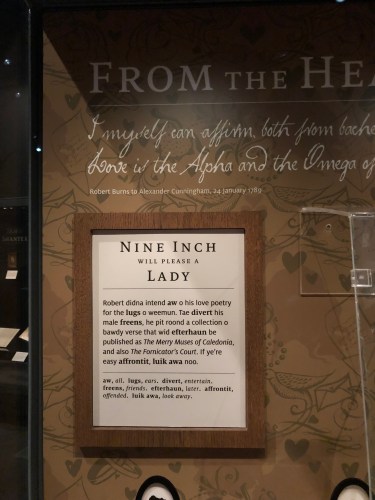 FROM THE HEA
I myself can affirm, both from bache
Love is the Alpha and the Omega of
Robert Burns to Alexander Cunningham, 24 January 1789
NINE INCH
WILL PLEASE A
LADY
Robert didna intend aw o his love poetry
for the lugs o weemun. Tae divert his
male freens, he pit roond a collection o
bawdy verse that wid efterhaun be
published as The Merry Muses of Caledonia,
and also The Fornicator's Court. If ye're
easy affrontit, luik awa noo.
aw, all. lugs, ears. divert, entertain.
freens, friends. efterhaun, later. affrontit,
offended. luik awa, look away.